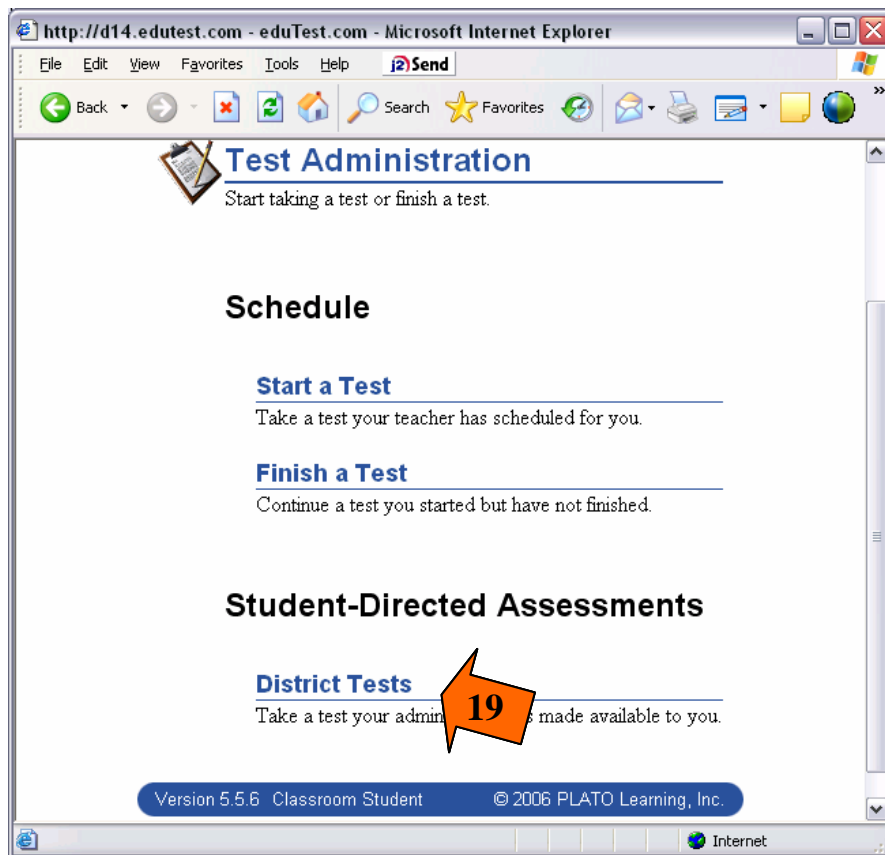 http://d14.edutest.com - eduTest.com - Microsoft Internet Explorer
File Edit View Favorites Tools Help j2 Send
Back Search Favorites »
Test Administration
Start taking a test or finish a test.
Schedule
Start a Test
Take a test your teacher has scheduled for you.
Finish a Test
Continue a test you started but have not finished.
Student-Directed Assessments
District Tests
19
Take a test your admin s made available to you.
Version 5.5.6 Classroom Student © 2006 PLATO Learning, Inc.
Internet